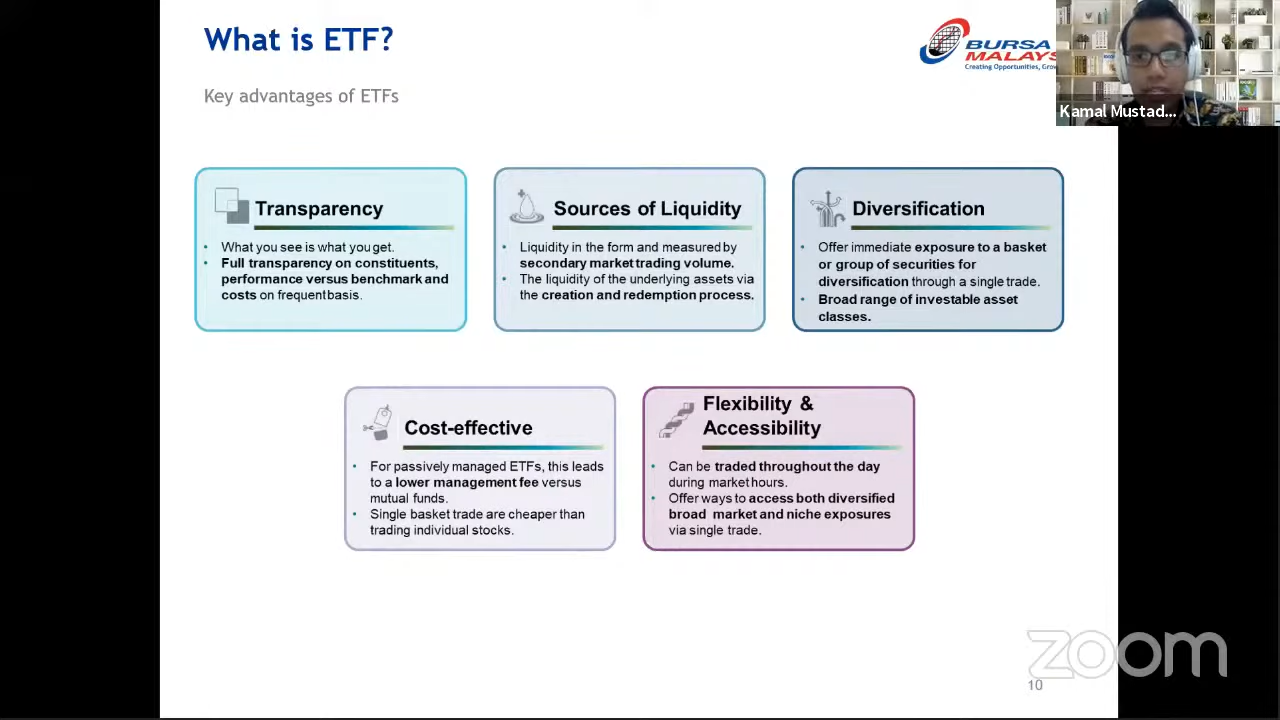 What is ETF?
Key advantages of ETFs
BURSA
MALAYS
Creating Opportunities, Grow
Kamal Mustad...
Transparency
• What you see is what you get.
• Full transparency on constituents,
performance versus benchmark and
costs on frequent basis.
Sources of Liquidity
• Liquidity in the form and measured by
secondary market trading volume.
• The liquidity of the underlying assets via
the creation and redemption process.
Diversification
• Offer immediate exposure to a basket
or group of securities for
diversification through a single trade.
• Broad range of investable asset
classes.
Cost-effective
• For passively managed ETFs, this leads
to a lower management fee versus
mutual funds.
• Single basket trade are cheaper than
trading individual stocks.
Flexibility &
Accessibility
• Can be traded throughout the day
during market hours.
• Offer ways to access both diversified
broad market and niche exposures
via single trade.
zoom
10